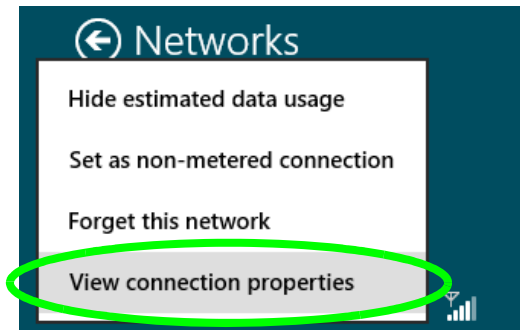 Networks
Hide estimated data usage
Set as non-metered connection
Forget this network
View connection properties